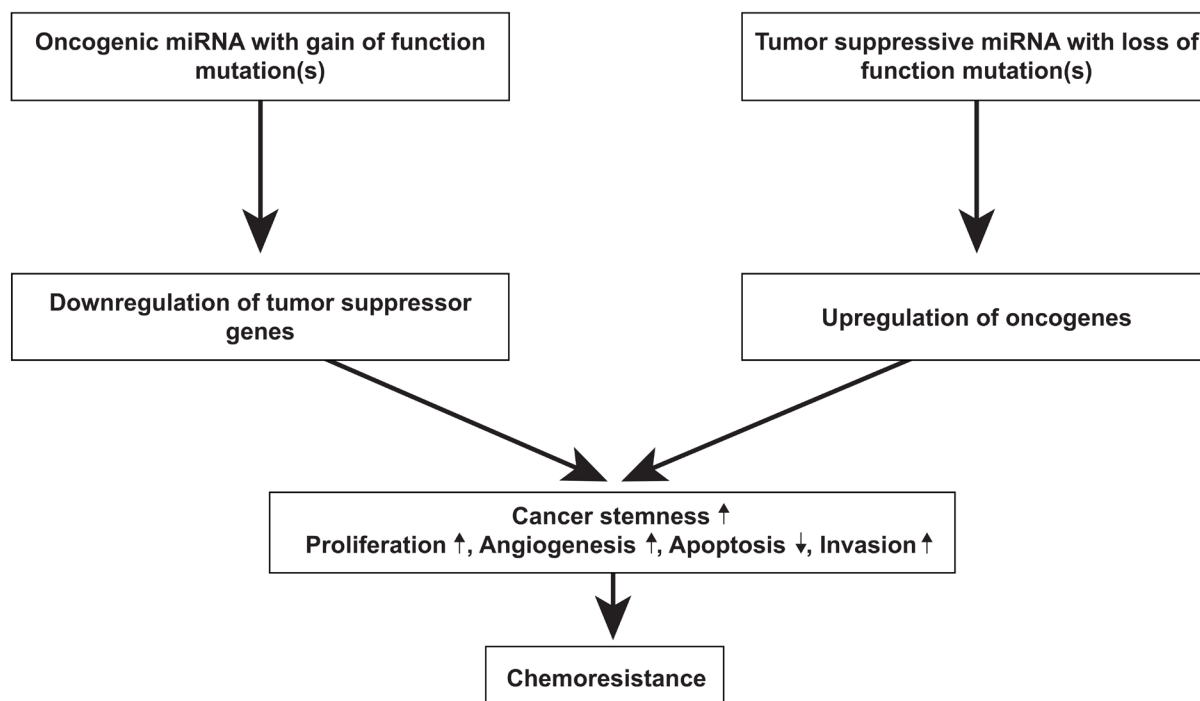 Oncogenic miRNA with gain of function
mutation(s)
Tumor suppressive miRNA with loss of
function mutation(s)
Downregulation of tumor suppressor
genes
Upregulation of oncogenes
Cancer stemness ↑
Proliferation ↑, Angiogenesis ↑, Apoptosis ↓, Invasion ↑
Chemoresistance